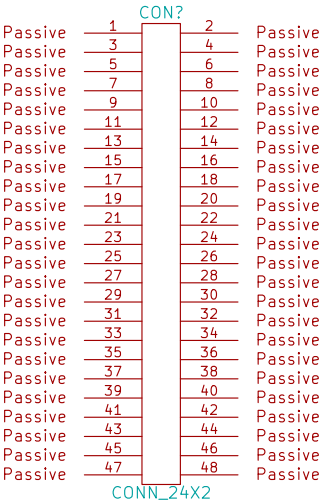 CON?
Passive 1 2 Passive
Passive 3 4 Passive
Passive 5 6 Passive
Passive 7 8 Passive
Passive 9 10 Passive
Passive 11 12 Passive
Passive 13 14 Passive
Passive 15 16 Passive
Passive 17 18 Passive
Passive 19 20 Passive
Passive 21 22 Passive
Passive 23 24 Passive
Passive 25 26 Passive
Passive 27 28 Passive
Passive 29 30 Passive
Passive 31 32 Passive
Passive 33 34 Passive
Passive 35 36 Passive
Passive 37 38 Passive
Passive 39 40 Passive
Passive 41 42 Passive
Passive 43 44 Passive
Passive 45 46 Passive
Passive 47 48 Passive
CONN_24X2